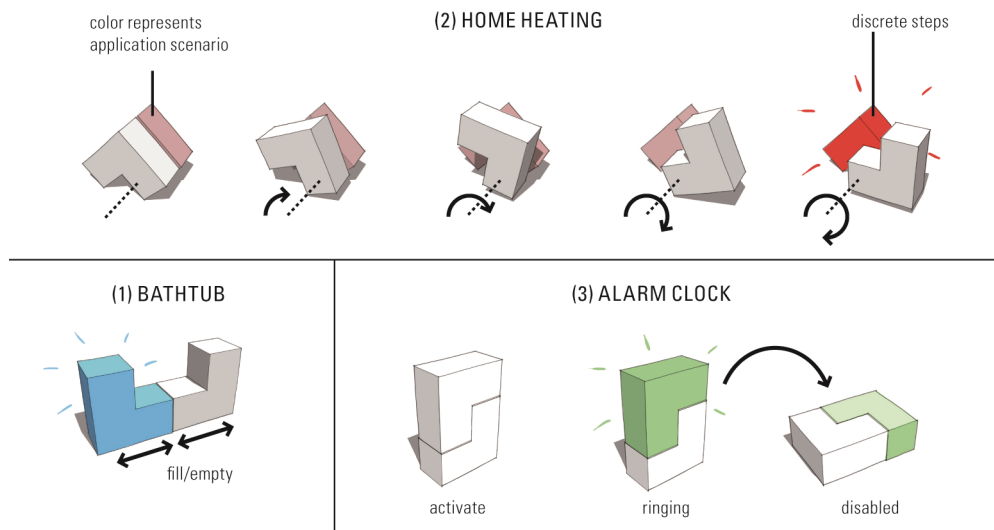 color represents
application scenario
(2) HOME HEATING
discrete steps
(1) BATHTUB
fill/empty
(3) ALARM CLOCK
activate
ringing
disabled